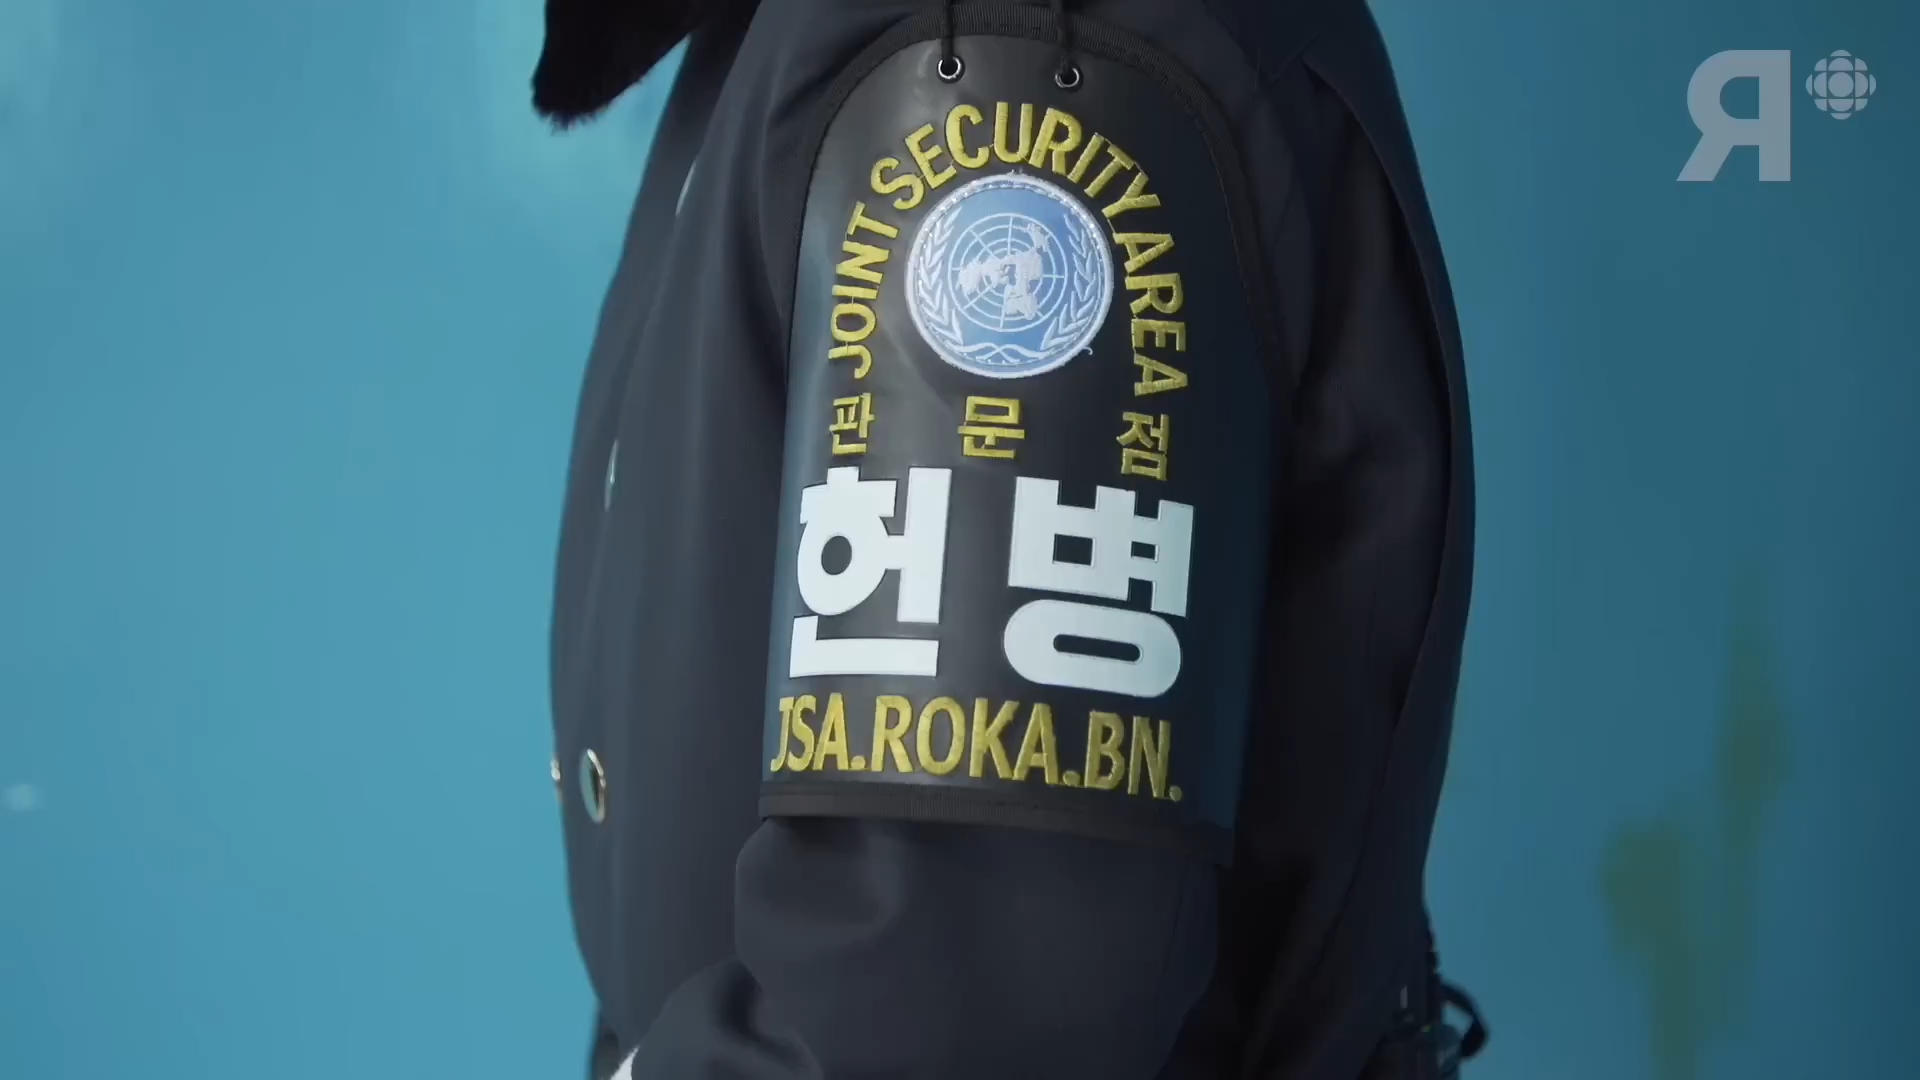 JOINT SECURITY AREA
판 문 점
헌병
JSA.ROKA.BN.
Я